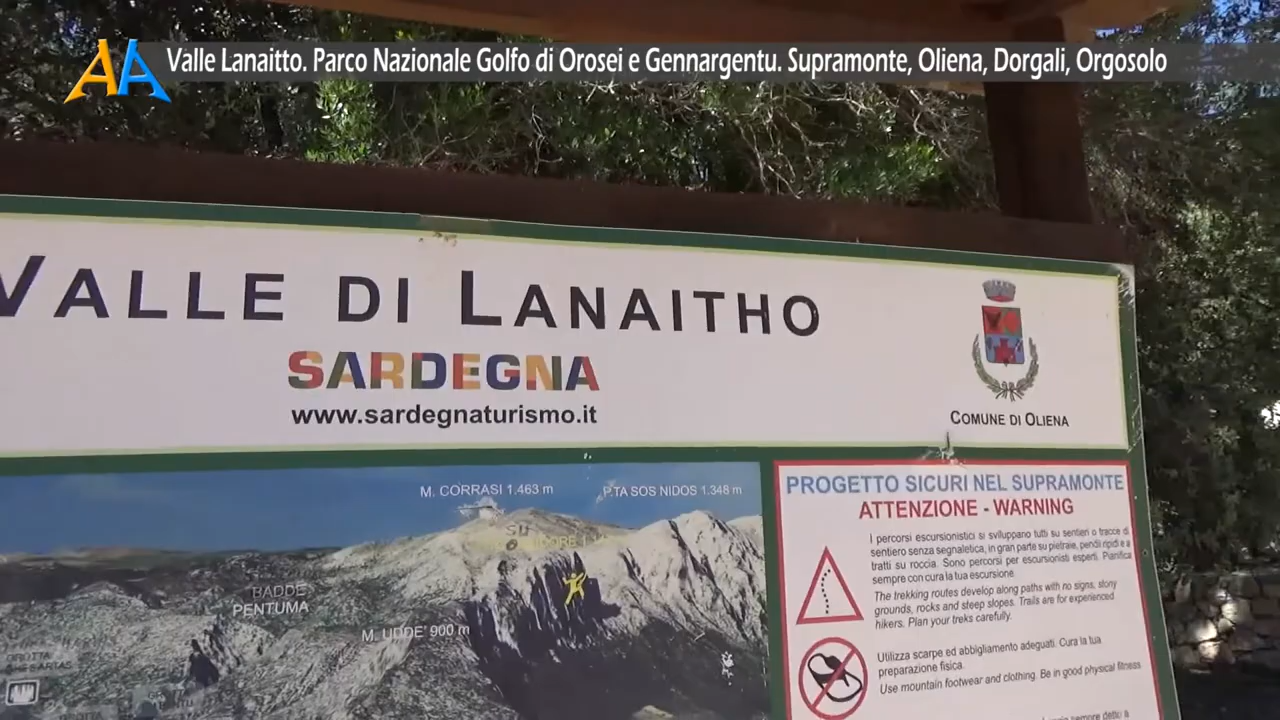 AA Valle Lanaitto. Parco Nazionale Golfo di Orosei e Gennargentu. Supramonte, Oliena, Dorgali, Orgosolo
VALLE DI LANAITHO
SARDEGNA
www.sardegnaturismo.it
COMUNE DI OLIENA
M. CORRASI 1.463 m
P.TA SOS NIDOS 1.348 m
SU
BADDE
PENTUMA
M. UDDE' 900 m
PROGETTO SICURI NEL SUPRAMONTE
ATTENZIONE - WARNING
I percorsi escursionistici si sviluppano tutti su sentieri o tracce di
sentiero senza segnaletica, in gran parte su pietraie, pendii ripidi e a
tratti su roccia. Sono percorsi per escursionisti esperti. Pianifica
sempre con cura la tua escursione.
The trekking routes develop along paths with no signs, stony
grounds, rocks and steep slopes. Trails are for experienced
hikers. Plan your treks carefully.
Utilizza scarpe ed abbigliamento adeguati. Cura la tua
preparazione fisica.
Use mountain footwear and clothing. Be in good physical fitness